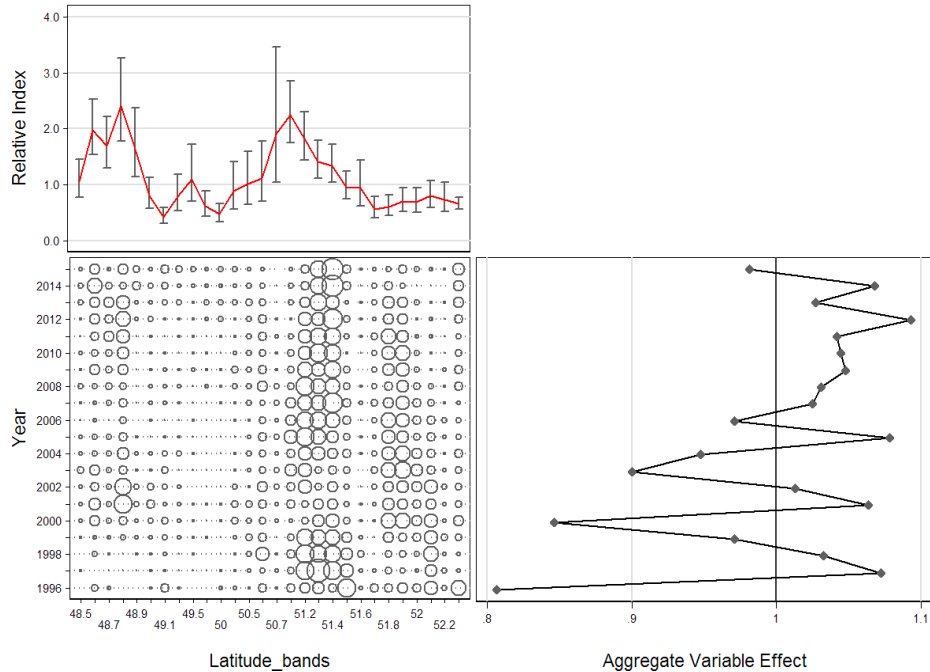 4.0
3.0
2.0
1.0
0.0
Relative Index
2014
2012
2010
2008
2006
2004
2002
2000
1998
1996
Year
48.5 48.9 49.5 50.5 51.2 51.6 52
48.7 49.1 50 50.7 51.4 51.8 52.2
Latitude_bands
.8 .9 1 1.1
Aggregate Variable Effect